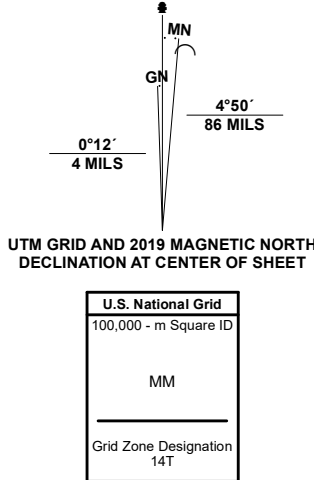 MN
GN
4°50´
86 MILS
0°12´
4 MILS
UTM GRID AND 2019 MAGNETIC NORTH
DECLINATION AT CENTER OF SHEET
U.S. National Grid
100,000 - m Square ID
MM
Grid Zone Designation
14T